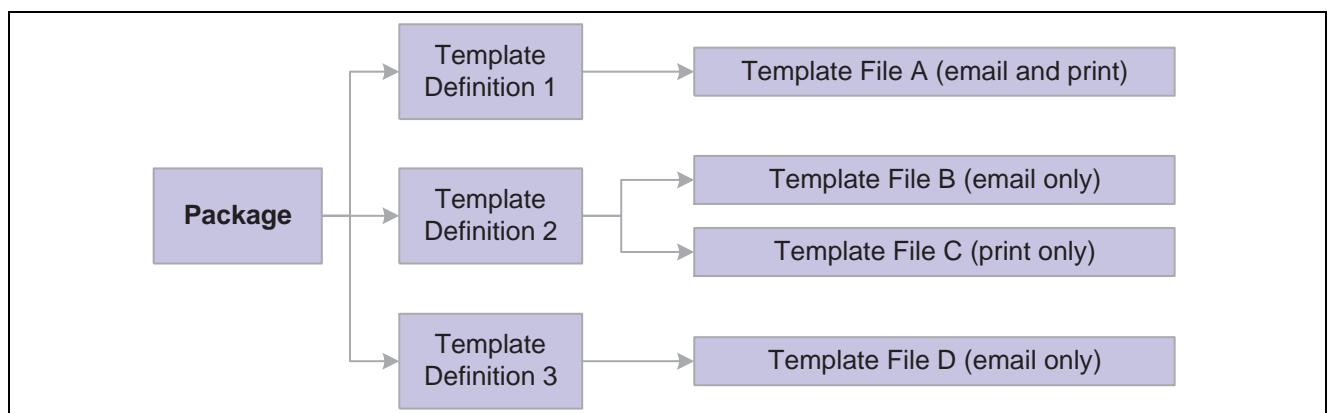 Template
Definition 1
Template File A (email and print)
Package
Template
Definition 2
Template File B (email only)
Template File C (print only)
Template
Definition 3
Template File D (email only)